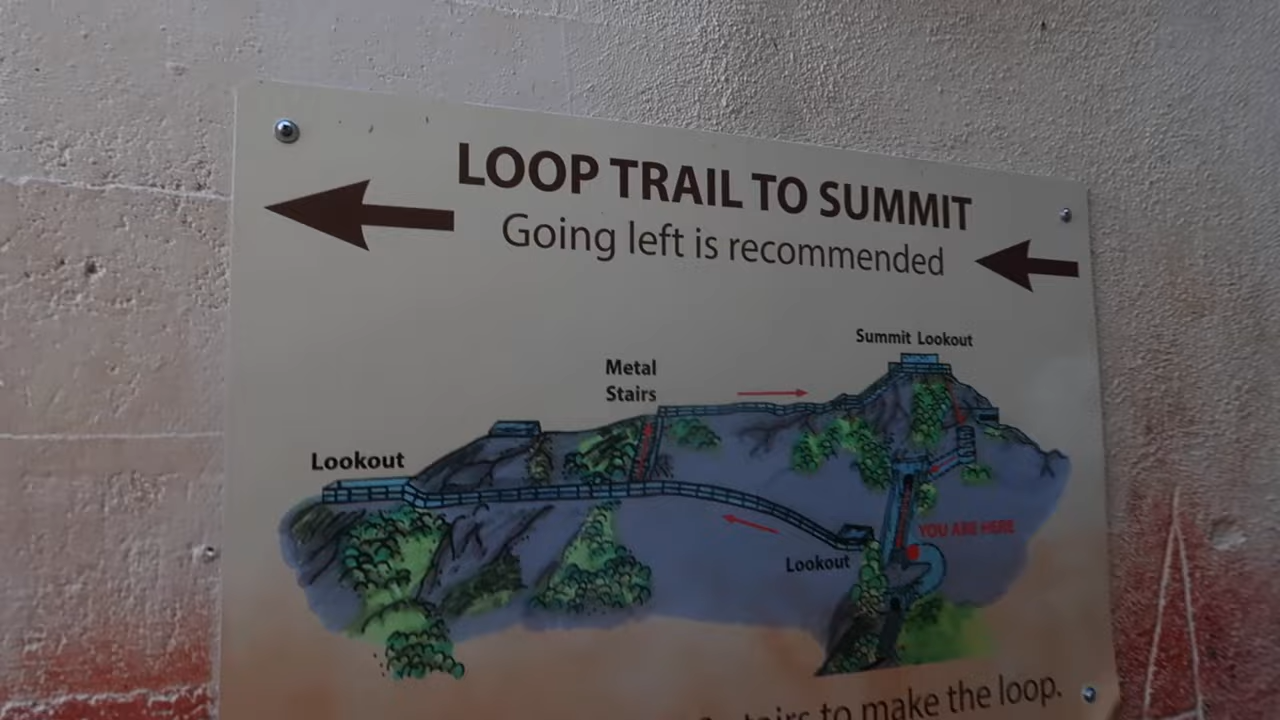 LOOP TRAIL TO SUMMIT
Going left is recommended
Summit Lookout
Metal
Stairs
Lookout
YOU ARE HERE
Lookout
to make the loop.